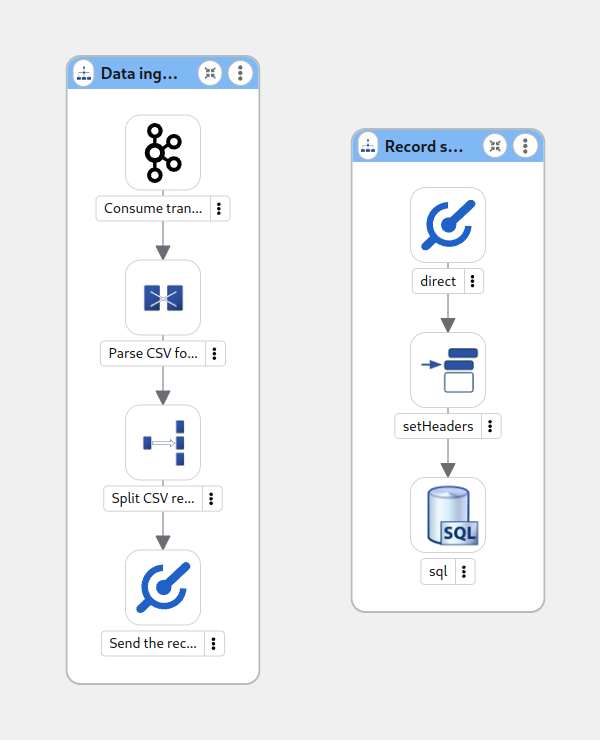 Data ing...
Consume tran...
Parse CSV fo...
Split CSV re...
Send the rec...
Record s...
direct
setHeaders
SQL
sql